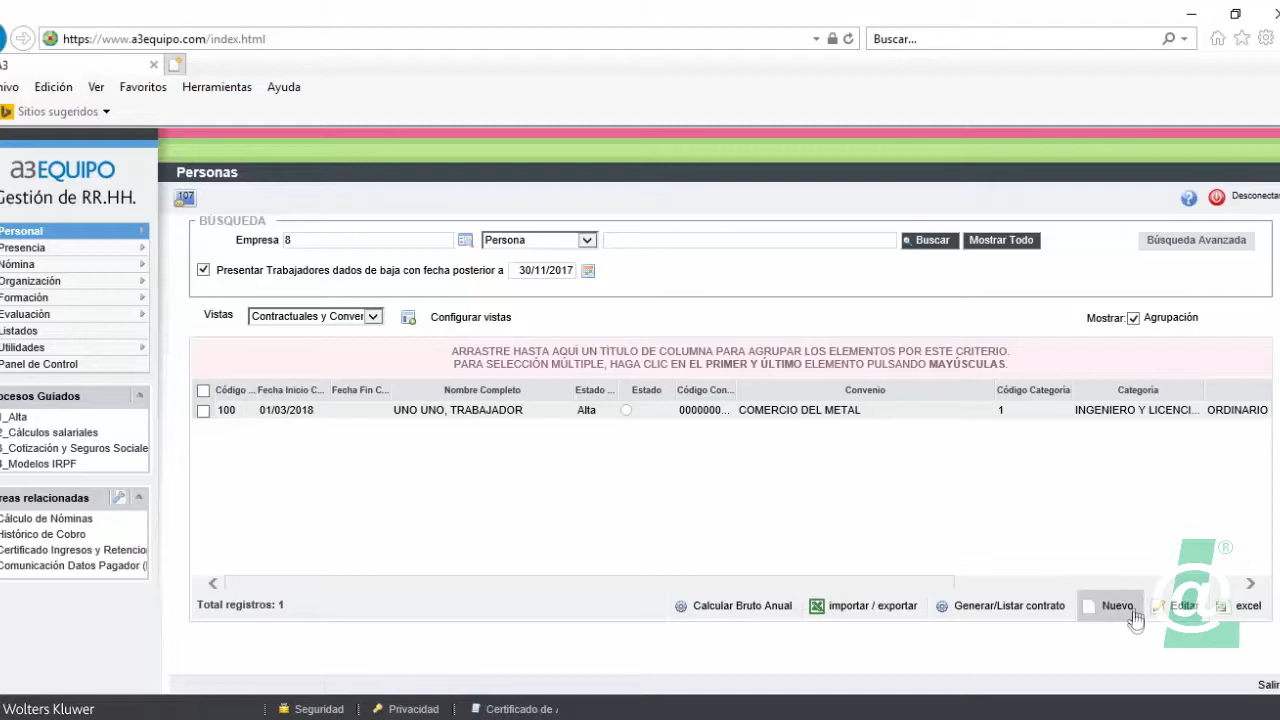 https://www.a3equipo.com/index.html
Buscar...
A3
Edición Ver Favoritos Herramientas Ayuda
Sitios sugeridos
a3EQUIPO
Gestión de RR.HH.
Personas
107
Desconecta
Personal
Presencia
Nómina
Organización
Formación
Evaluación
Listados
Utilidades
Panel de Control
BÚSQUEDA
Empresa 8 Persona Buscar Mostrar Todo Búsqueda Avanzada
Presentar Trabajadores dados de baja con fecha posterior a 30/11/2017
Vistas Contractuales y Conver Configurar vistas Mostrar: Agrupación
ARRASTRE HASTA AQUÍ UN TÍTULO DE COLUMNA PARA AGRUPAR LOS ELEMENTOS POR ESTE CRITERIO.
PARA SELECCIÓN MÚLTIPLE, HAGA CLIC EN EL PRIMER Y ÚLTIMO ELEMENTO PULSANDO MAYÚSCULAS.
Código ... Fecha Inicio C... Fecha Fin C... Nombre Completo Estado ... Estado Código Con... Convenio Código Categoría Categoría
100 01/03/2018 UNO UNO, TRABAJADOR Alta 0000000... COMERCIO DEL METAL 1 INGENIERO Y LICENCI... ORDINARIO
ocesos Guiados
1_Alta
2_Cálculos salariales
3_Cotización y Seguros Sociale
4_Modelos IRPF
reas relacionadas
Cálculo de Nóminas
Histórico de Cobro
Certificado Ingresos y Retencio
Comunicación Datos Pagador (
Total registros: 1 Calcular Bruto Anual importar / exportar Generar/Listar contrato Nuevo Editar excel
@®
Salir
Wolters Kluwer Seguridad Privacidad Certificado de